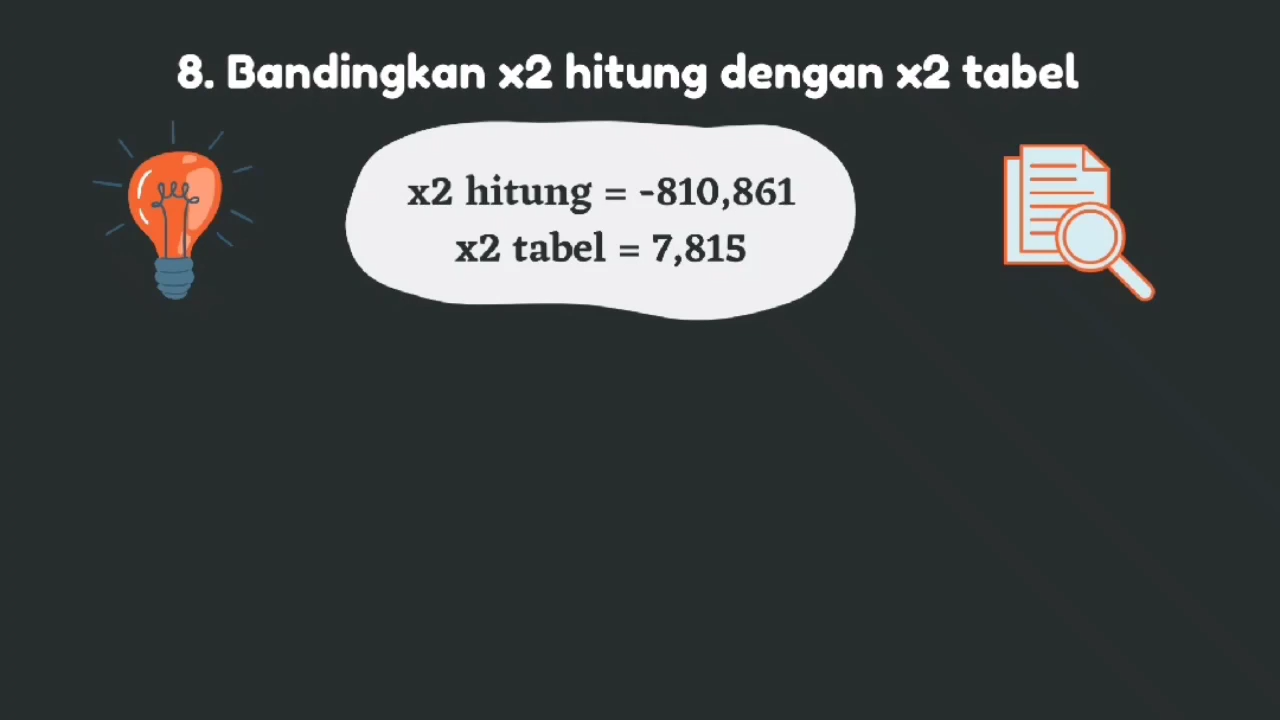 8. Bandingkan x2 hitung dengan x2 tabel
x2 hitung = -810,861
x2 tabel = 7,815